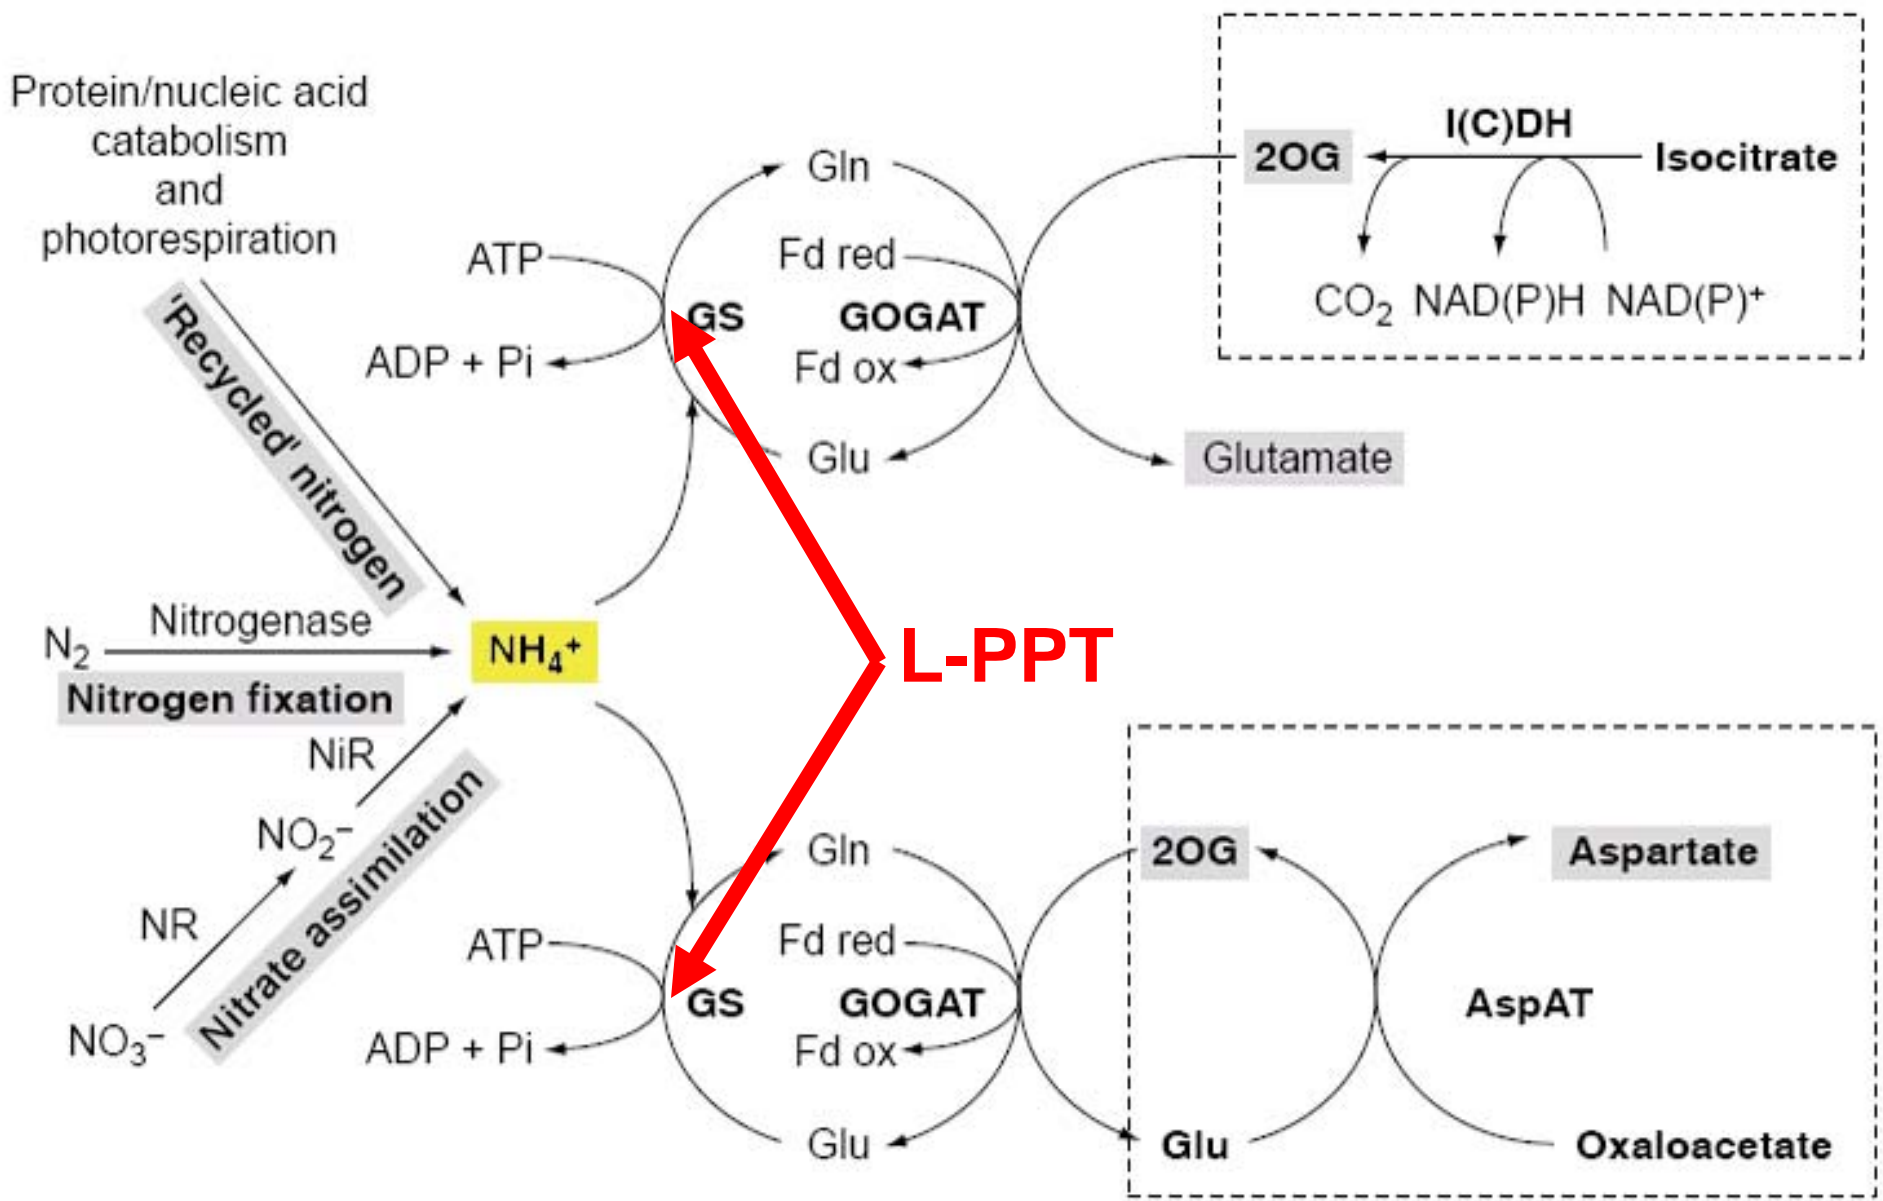 Protein/nucleic acid
catabolism
and
photorespiration
'Recycled" nitrogen
N₂
Nitrogenase
Nitrogen fixation
NH₄⁺
NiR
NO₂⁻
NR
NO₃⁻
Nitrate assimilation
Gln
ATP
Fd red
GS
GOGAT
ADP + Pi
Fd ox
Glu
2OG
I(C)DH
Isocitrate
CO₂ NAD(P)H NAD(P)⁺
Glutamate
L-PPT
Gln
ATP
Fd red
GS
GOGAT
ADP + Pi
Fd ox
Glu
2OG
Aspartate
AspAT
Glu
Oxaloacetate